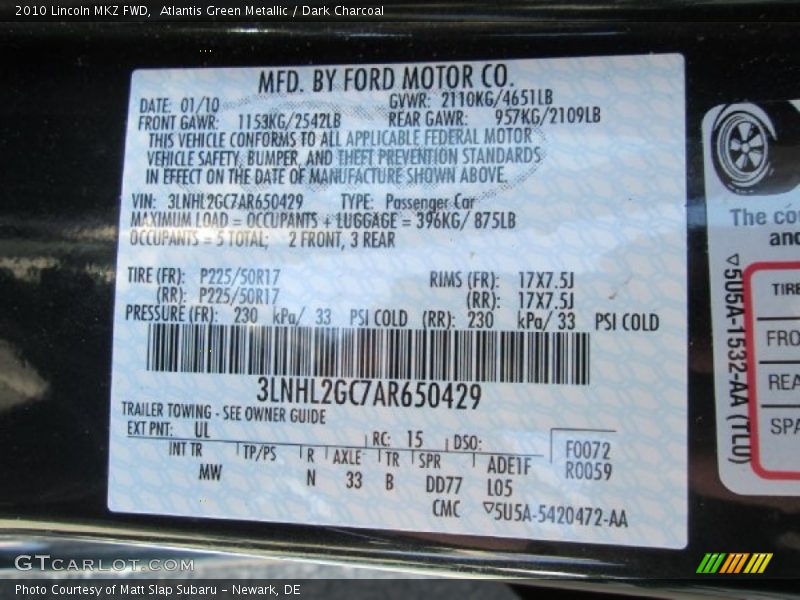 2010 Lincoln MKZ FWD, Atlantis Green Metallic / Dark Charcoal
MFD. BY FORD MOTOR CO.
DATE: 01/10 GVWR: 2110KG/4651LB
FRONT GAWR: 1153KG/2542LB REAR GAWR: 957KG/2109LB
THIS VEHICLE CONFORMS TO ALL APPLICABLE FEDERAL MOTOR
VEHICLE SAFETY, BUMPER, AND THEFT PREVENTION STANDARDS
IN EFFECT ON THE DATE OF MANUFACTURE SHOWN ABOVE.
VIN: 3LNHL2GC7AR650429 TYPE: Passenger Car
MAXIMUM LOAD = OCCUPANTS + LUGGAGE = 396KG/ 875LB
OCCUPANTS = 5 TOTAL; 2 FRONT, 3 REAR
TIRE (FR): P225/50R17 RIMS (FR): 17X7.5J
(RR): P225/50R17 (RR): 17X7.5J
PRESSURE (FR): 230 kPa/ 33 PSI COLD (RR): 230 kPa/ 33 PSI COLD
3LNHL2GC7AR650429
TRAILER TOWING - SEE OWNER GUIDE
EXT PNT: UL RC: 15 DSO: F0072
INT TR TP/PS R AXLE TR SPR ADE1F R0059
MW N 33 B DD77 L05
CMC ▽5U5A-5420472-AA
The co
and
▽5U5A-1532-AA (TLU)
TIRE
FRO
REA
SPA
GTCARLOT.COM
Photo Courtesy of Matt Slap Subaru – Newark, DE